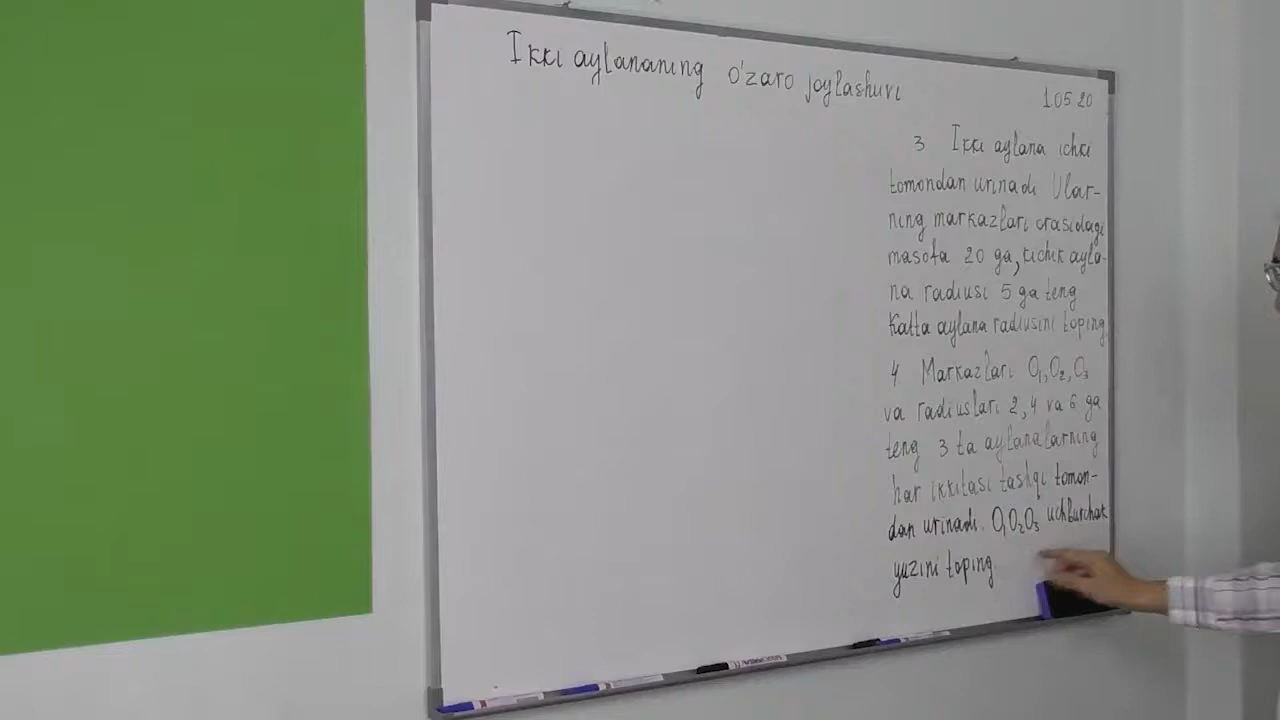 Ikki aylananing o'zaro joylashuvi
1.05.20
3 Ikki aylana ichki
tomondan urinadi Ular-
ning markazlari orasidagi
masofa 20 ga, kichik ayla-
na radiusi 5 ga teng
Katta aylana radiusini toping.
4 Markazlari O₁, O₂, O₃
va radiuslari 2, 4 va 6 ga
teng 3 ta aylanalarning
har ikkitasi tashqi tomon-
dan urinadi. O₁O₂O₃ uchburchak
yuzini toping